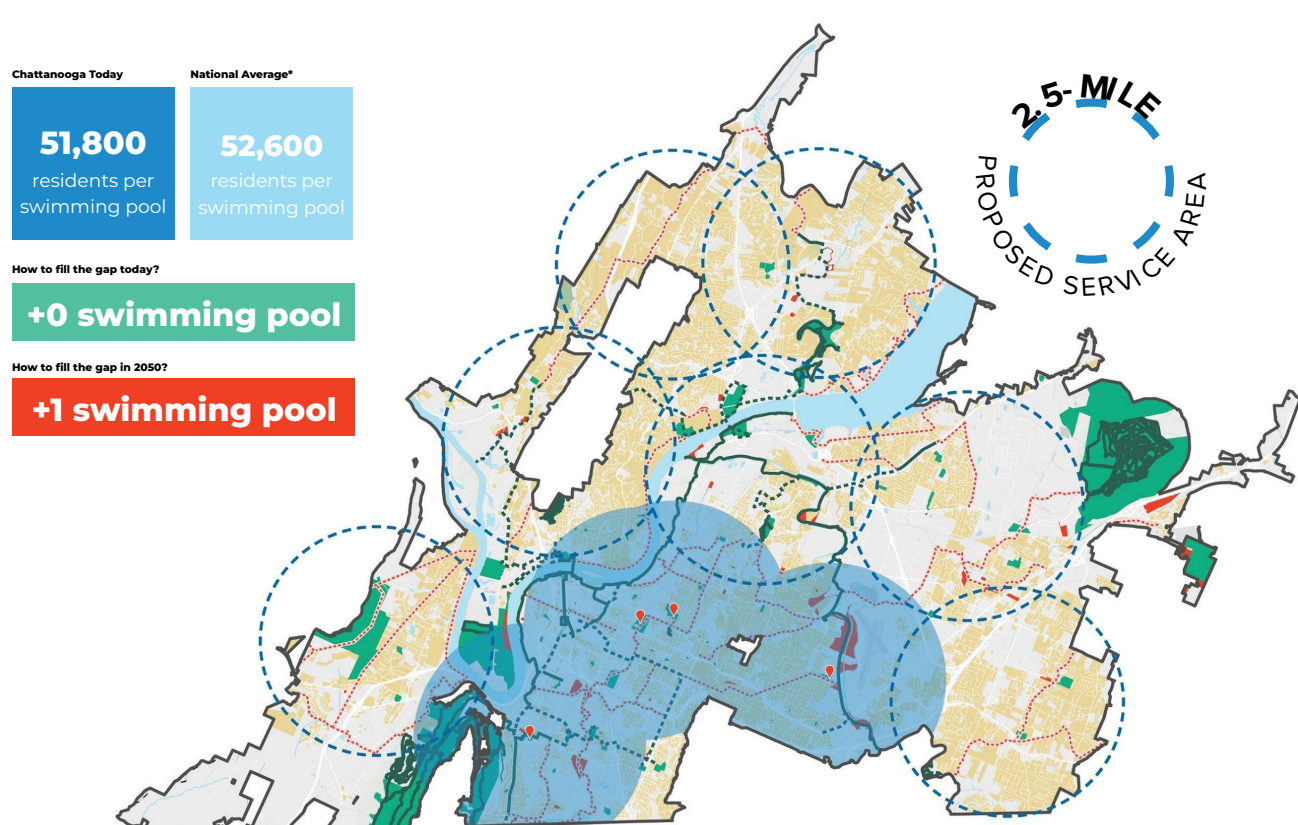 Chattanooga Today
51,800
residents per
swimming pool
National Average*
52,600
residents per
swimming pool
How to fill the gap today?
+0 swimming pool
How to fill the gap in 2050?
+1 swimming pool
2.5-MILE
PROPOSED SERVICE AREA